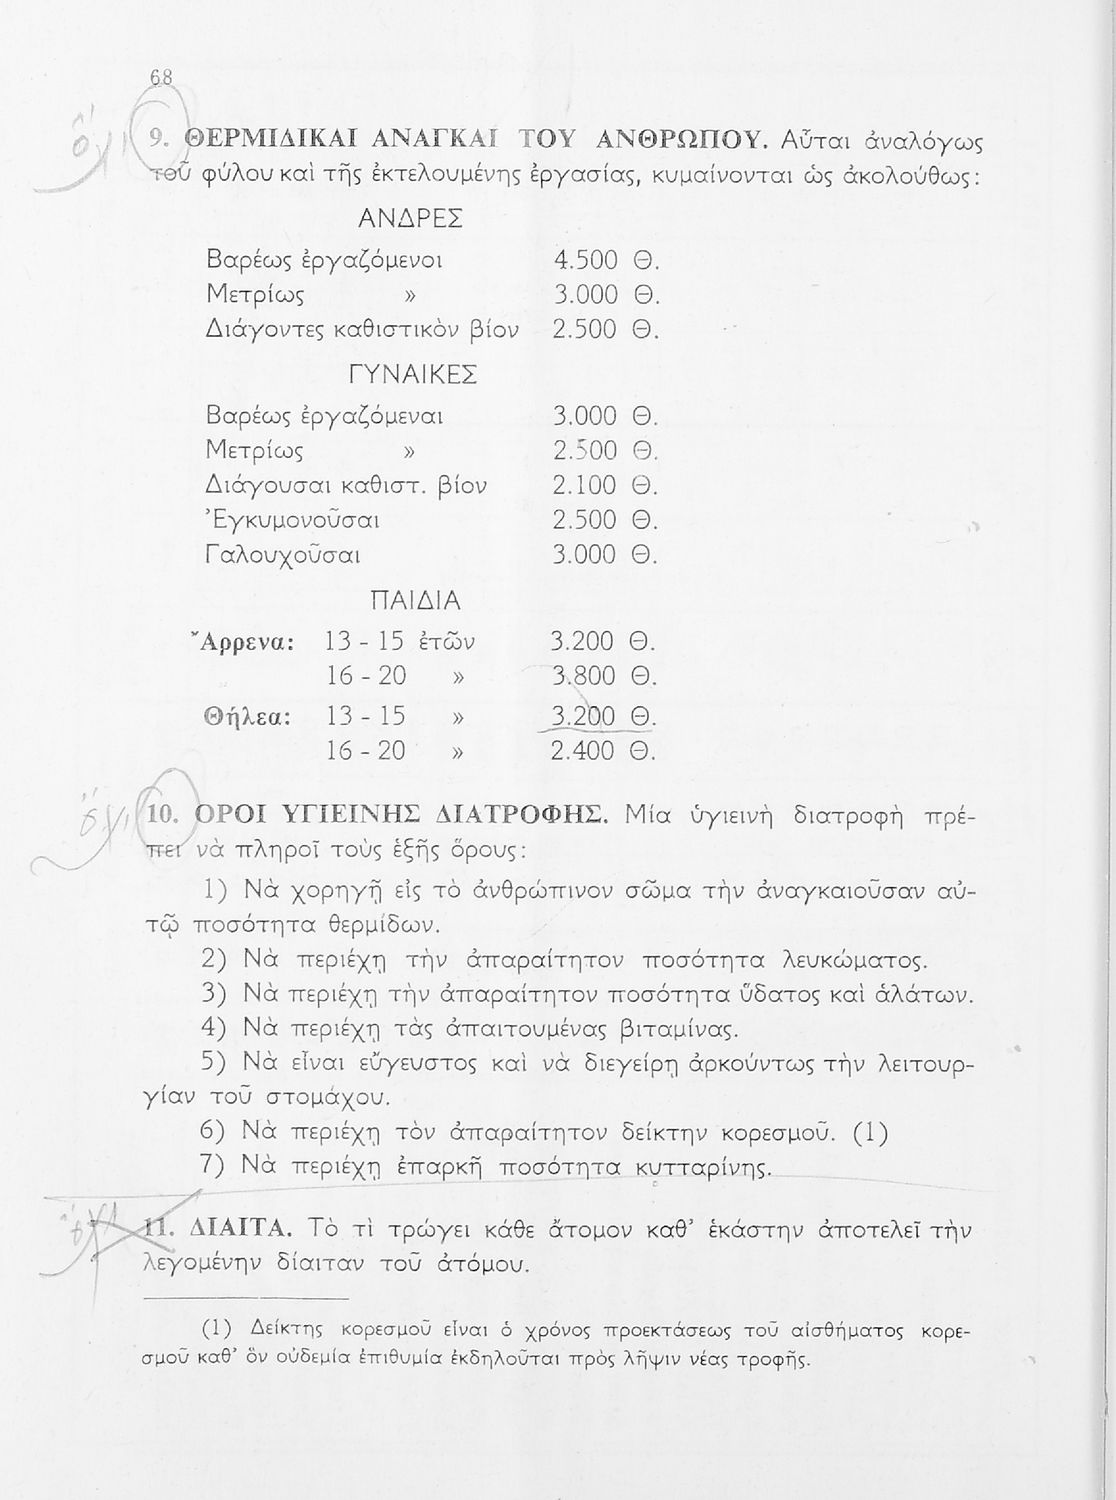 68
ὄχι
9. ΘΕΡΜΙΔΙΚΑΙ ΑΝΑΓΚΑΙ ΤΟΥ ΑΝΘΡΩΠΟΥ. Αὗται ἀναλόγως
τοῦ φύλου καὶ τῆς ἐκτελουμένης ἐργασίας, κυμαίνονται ὡς ἀκολούθως:
ΑΝΔΡΕΣ
Βαρέως ἐργαζόμενοι 4.500 Θ.
Μετρίως » 3.000 Θ.
Διάγοντες καθιστικὸν βίον 2.500 Θ.
ΓΥΝΑΙΚΕΣ
Βαρέως ἐργαζόμεναι 3.000 Θ.
Μετρίως » 2.500 Θ.
Διάγουσαι καθιστ. βίον 2.100 Θ.
Ἐγκυμονοῦσαι 2.500 Θ.
Γαλουχοῦσαι 3.000 Θ.
ΠΑΙΔΙΑ
Ἄρρενα: 13 - 15 ἐτῶν 3.200 Θ.
16 - 20 » 3.800 Θ.
Θήλεα: 13 - 15 » 3.200 Θ.
16 - 20 » 2.400 Θ.
ὄχι
10. ΟΡΟΙ ΥΓΙΕΙΝΗΣ ΔΙΑΤΡΟΦΗΣ. Μία ὑγιεινὴ διατροφὴ πρέ-
πει νὰ πληροῖ τοὺς ἑξῆς ὅρους:
1) Νὰ χορηγῇ εἰς τὸ ἀνθρώπινον σῶμα τὴν ἀναγκαιοῦσαν αὐ-
τῷ ποσότητα θερμίδων.
2) Νὰ περιέχῃ τὴν ἀπαραίτητον ποσότητα λευκώματος.
3) Νὰ περιέχῃ τὴν ἀπαραίτητον ποσότητα ὕδατος καὶ ἁλάτων.
4) Νὰ περιέχῃ τὰς ἀπαιτουμένας βιταμίνας.
5) Νὰ εἶναι εὔγευστος καὶ νὰ διεγείρῃ ἀρκούντως τὴν λειτουρ-
γίαν τοῦ στομάχου.
6) Νὰ περιέχῃ τὸν ἀπαραίτητον δείκτην κορεσμοῦ. (1)
7) Νὰ περιέχῃ ἐπαρκῆ ποσότητα κυτταρίνης.
ὄχι
11. ΔΙΑΙΤΑ. Τὸ τὶ τρώγει κάθε ἄτομον καθ᾽ ἑκάστην ἀποτελεῖ τὴν
λεγομένην δίαιταν τοῦ ἀτόμου.
(1) Δείκτης κορεσμοῦ εἶναι ὁ χρόνος προεκτάσεως τοῦ αἰσθήματος κορε-
σμοῦ καθ᾽ ὃν οὐδεμία ἐπιθυμία ἐκδηλοῦται πρὸς λῆψιν νέας τροφῆς.